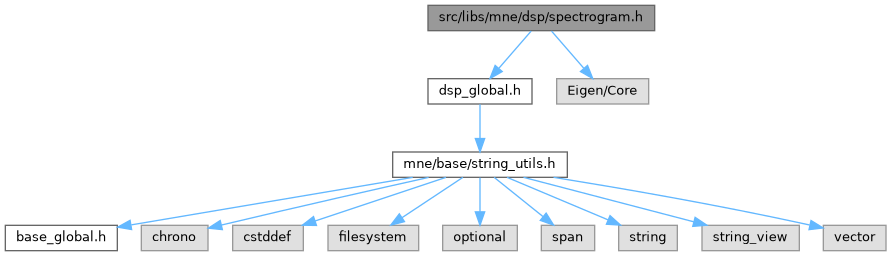 src/libs/mne/dsp/spectrogram.h
dsp_global.h
Eigen/Core
mne/base/string_utils.h
base_global.h
chrono
cstddef
filesystem
optional
span
string
string_view
vector